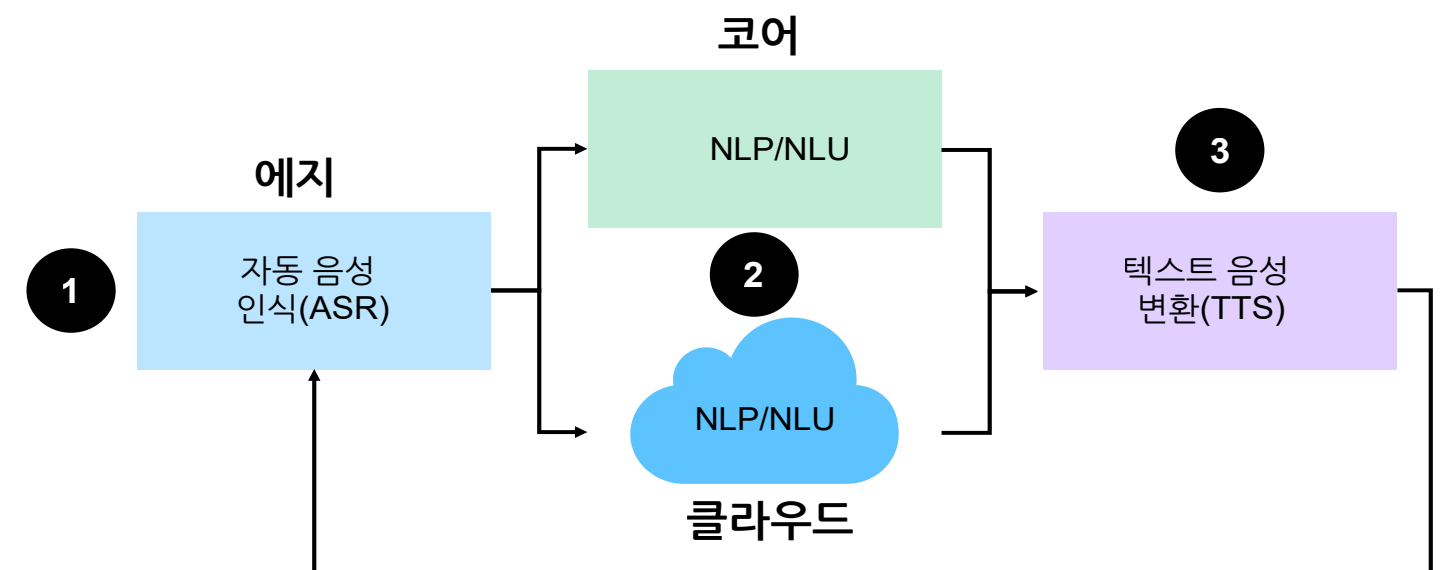 코어
NLP/NLU
3
에지
1
자동 음성
인식(ASR)
2
텍스트 음성
변환(TTS)
NLP/NLU
클라우드